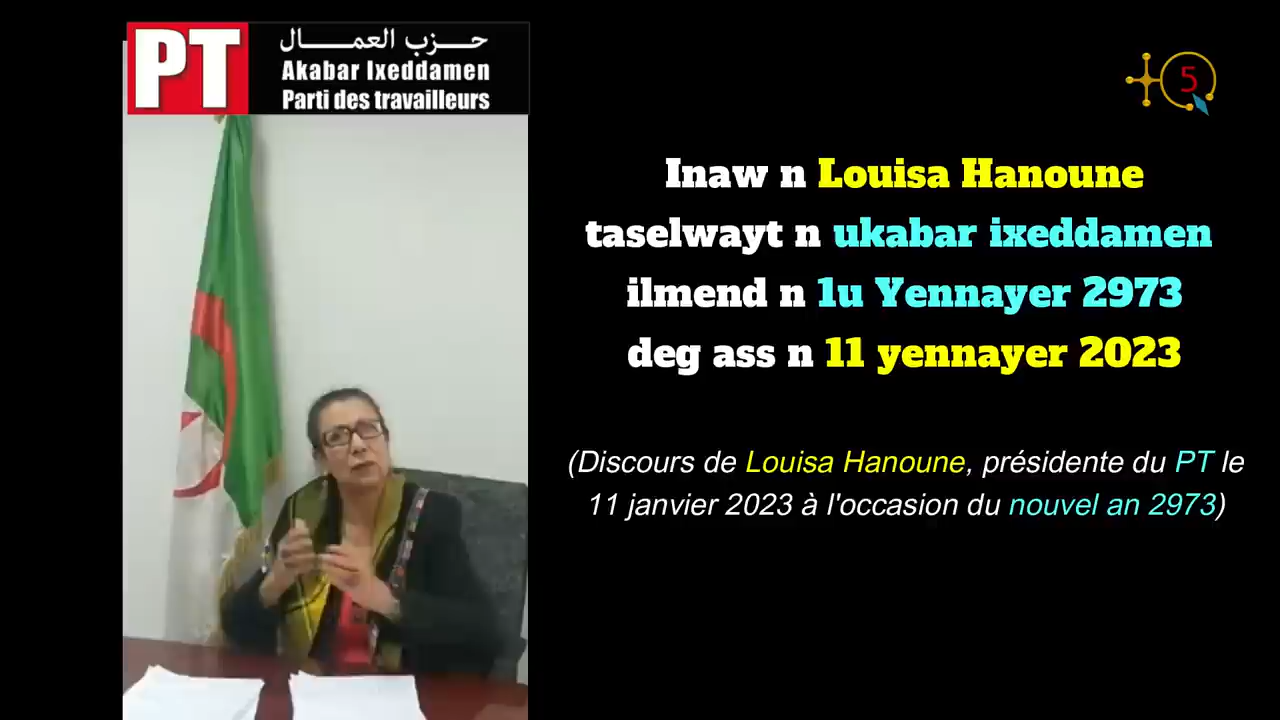 PT
حزب العمال
Akabar Ixeddamen
Parti des travailleurs
5
Inaw n Louisa Hanoune
taselwayt n ukabar ixeddamen
ilmend n 1u Yennayer 2973
deg ass n 11 yennayer 2023
(Discours de Louisa Hanoune, présidente du PT le
11 janvier 2023 à l'occasion du nouvel an 2973)